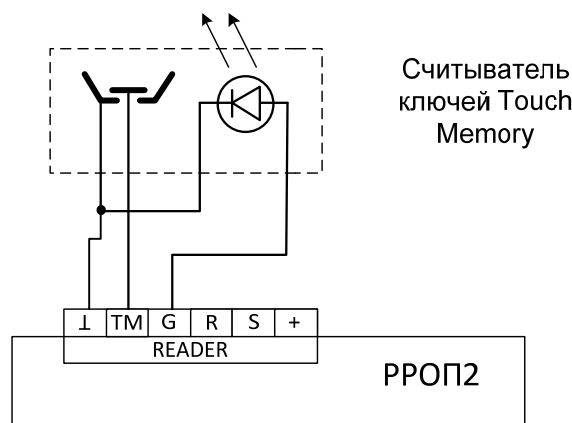 Считыватель
ключей Touch
Memory
⊥ TM G R S +
READER
РРОП2